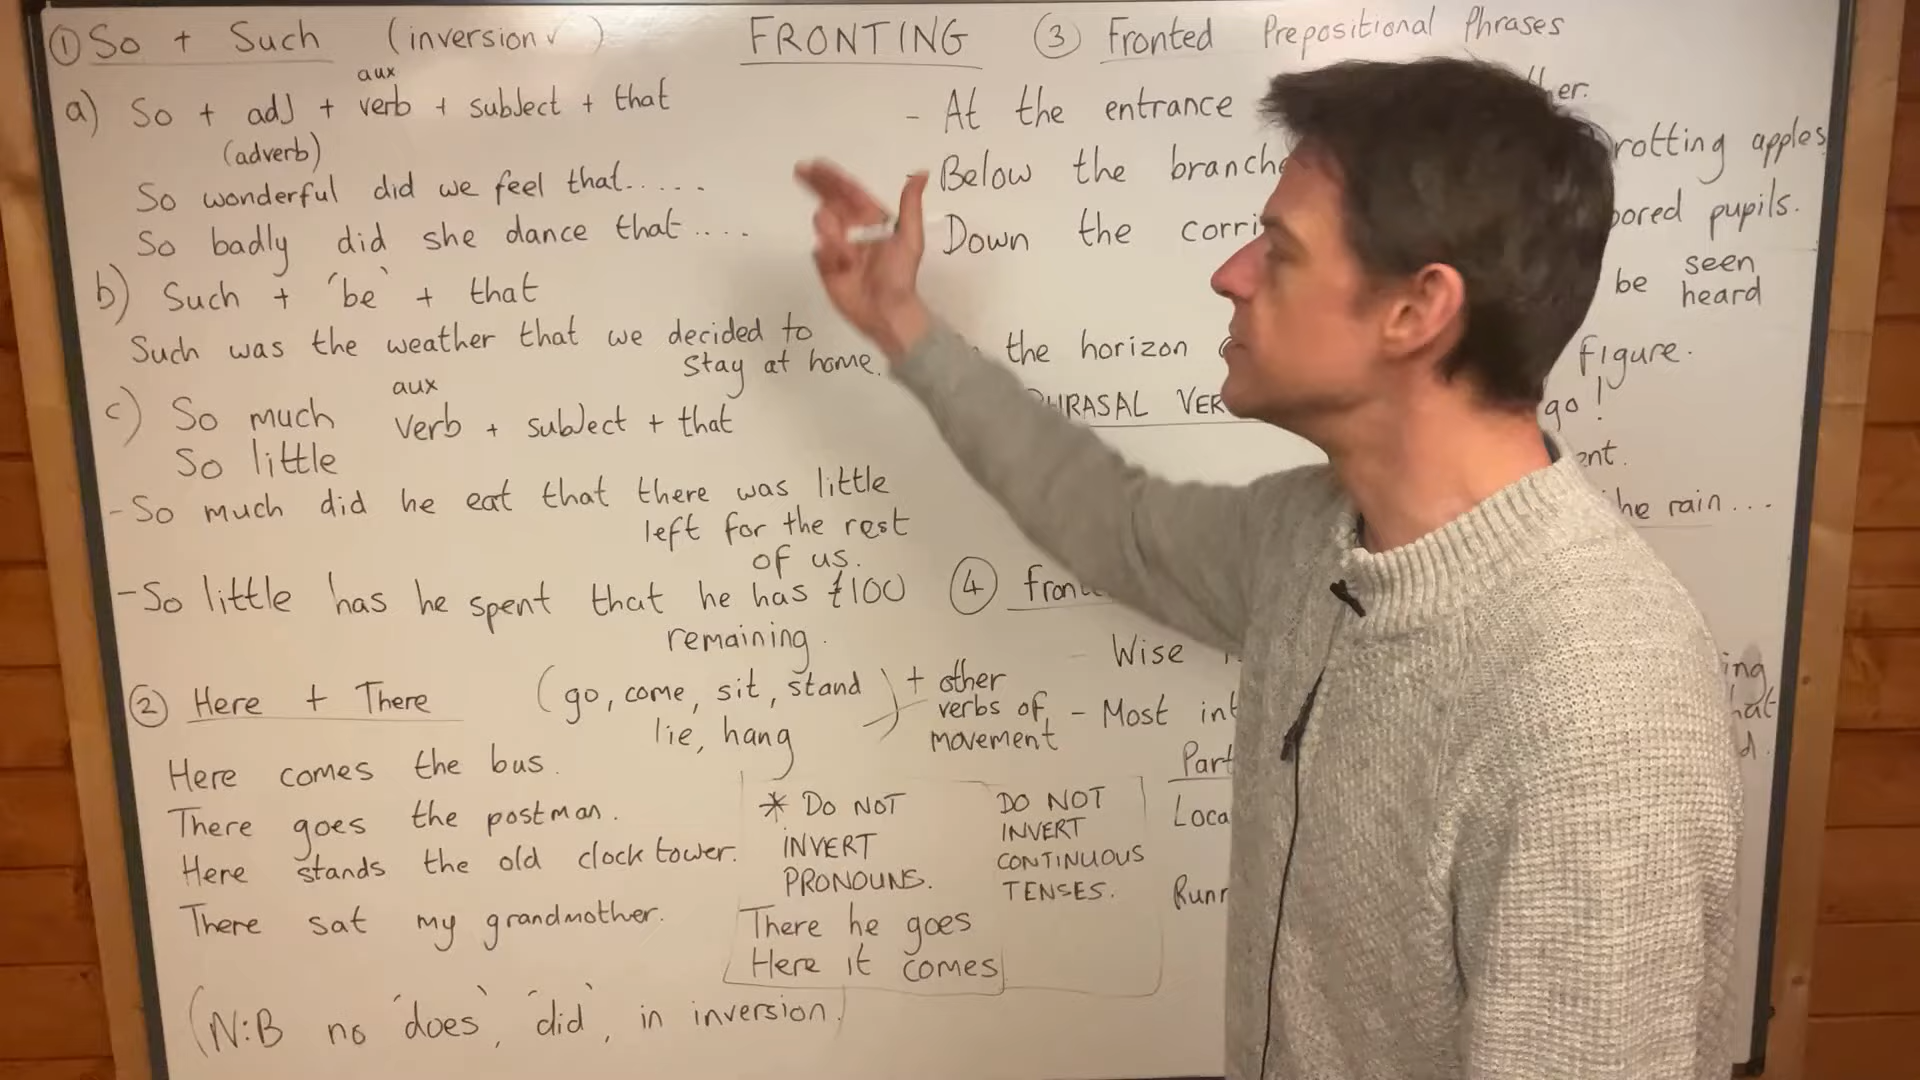 ① So + Such (inversion ✓)
a) So + adj + aux verb + subject + that
(adverb)
So wonderful did we feel that.....
So badly did she dance that....
b) Such + 'be' + that
Such was the weather that we decided to
stay at home.
c) So much aux verb + subject + that
So little
- So much did he eat that there was little
left for the rest
of us.
- So little has he spent that he has £100
remaining.
② Here + There (go, come, sit, stand
lie, hang) + other
verbs of
movement
Here comes the bus.
There goes the postman.
Here stands the old clock tower.
There sat my grandmother.
* DO NOT
INVERT
PRONOUNS.
DO NOT
INVERT
CONTINUOUS
TENSES.
There he goes
Here it comes
(N:B no 'does', 'did', in inversion)
FRONTING
③ Fronted Prepositional Phrases
- At the entrance
- Below the branche rotting apples
Down the corri bored pupils.
be seen
heard
the horizon figure.
PHRASAL VER go!
he rain...
④ Fron
- Wise
- Most int
Part
Loca
Runn